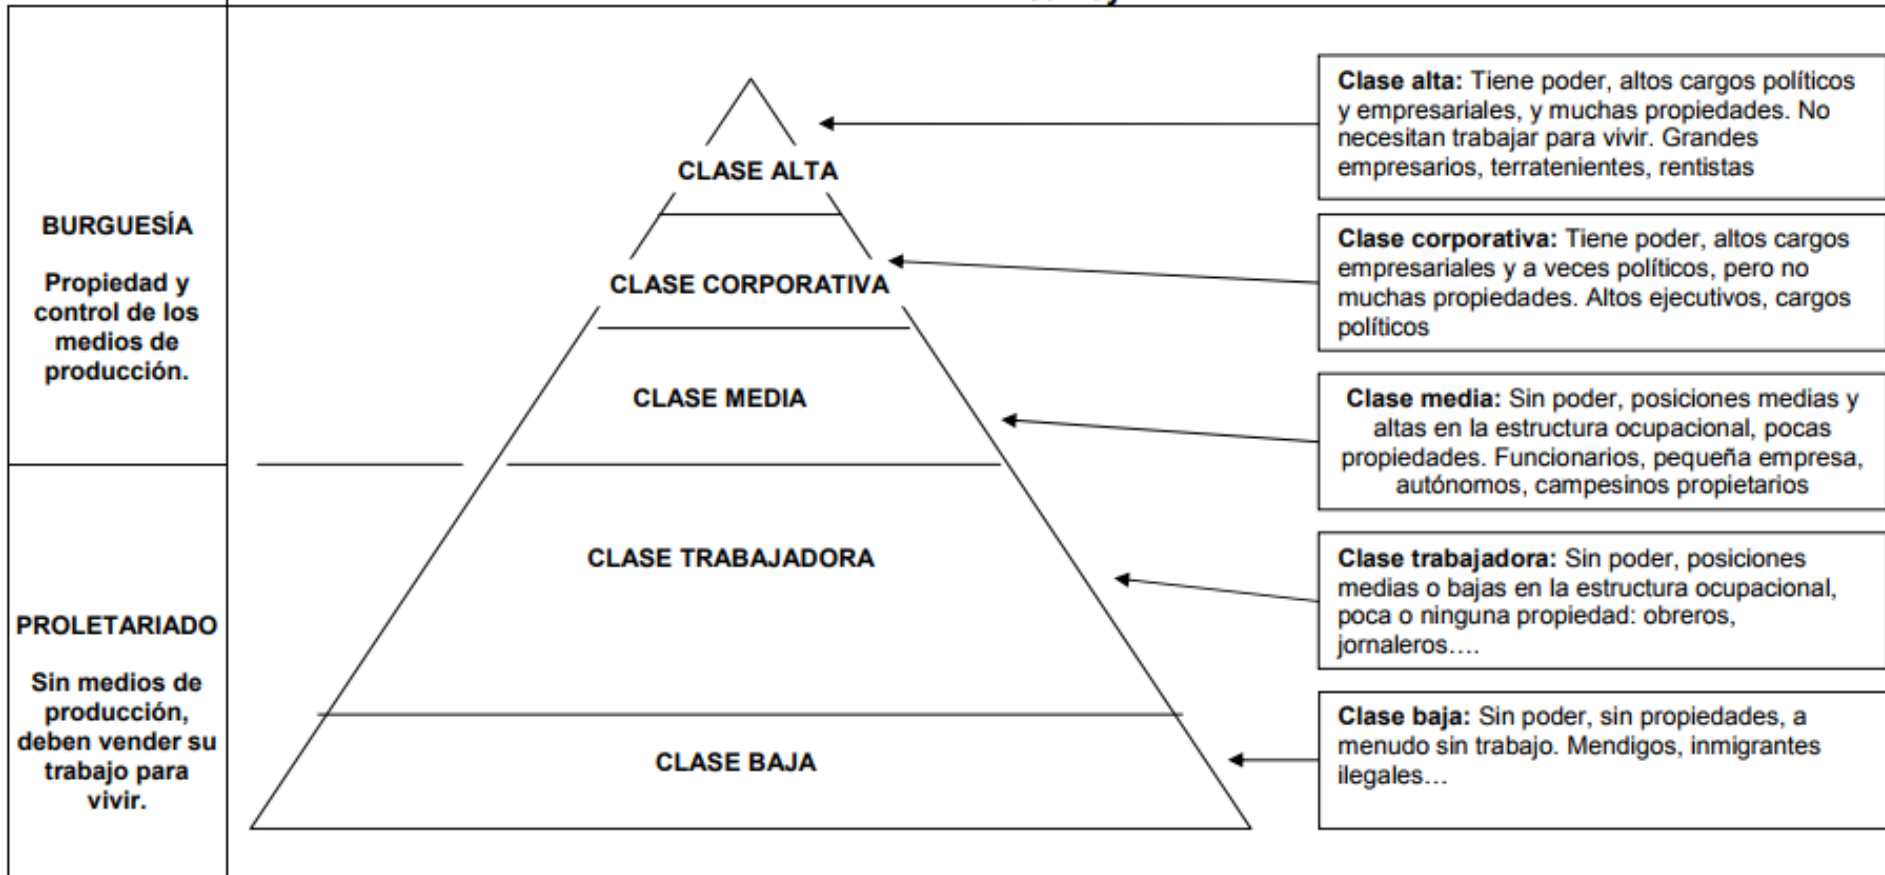 BURGUESÍA
Propiedad y
control de los
medios de
producción.
PROLETARIADO
Sin medios de
producción,
deben vender su
trabajo para
vivir.
CLASE ALTA
CLASE CORPORATIVA
CLASE MEDIA
CLASE TRABAJADORA
CLASE BAJA
Clase alta: Tiene poder, altos cargos políticos
y empresariales, y muchas propiedades. No
necesitan trabajar para vivir. Grandes
empresarios, terratenientes, rentistas
Clase corporativa: Tiene poder, altos cargos
empresariales y a veces políticos, pero no
muchas propiedades. Altos ejecutivos, cargos
políticos
Clase media: Sin poder, posiciones medias y
altas en la estructura ocupacional, pocas
propiedades. Funcionarios, pequeña empresa,
autónomos, campesinos propietarios
Clase trabajadora: Sin poder, posiciones
medias o bajas en la estructura ocupacional,
poca o ninguna propiedad: obreros,
jornaleros….
Clase baja: Sin poder, sin propiedades, a
menudo sin trabajo. Mendigos, inmigrantes
ilegales…